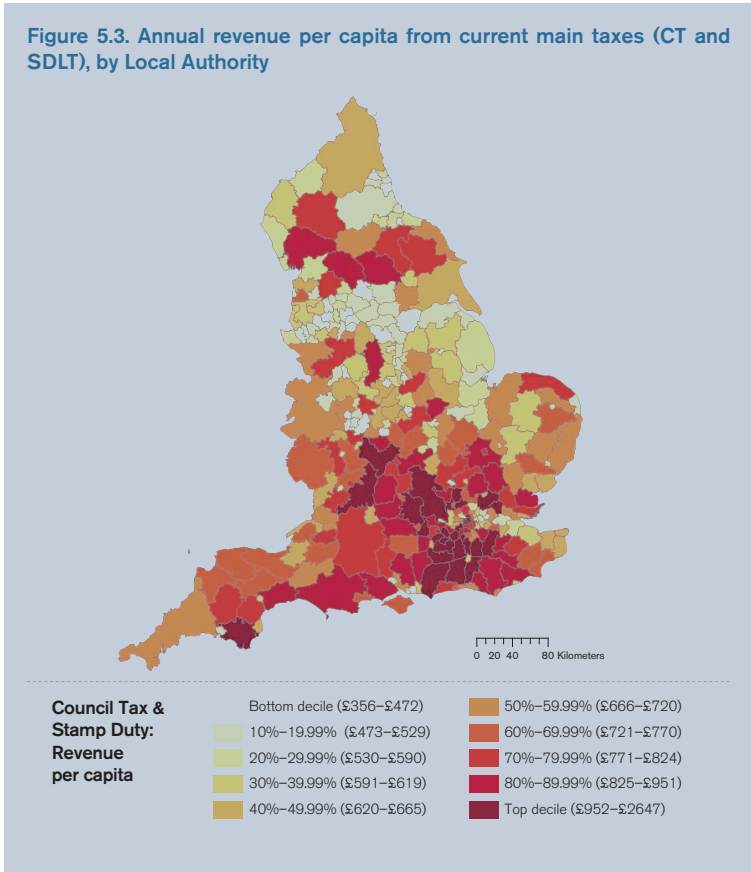 Figure 5.3. Annual revenue per capita from current main taxes (CT and
SDLT), by Local Authority
0 20 40 80 Kilometers
Council Tax &
Stamp Duty:
Revenue
per capita
Bottom decile (£356–£472)
10%–19.99% (£473–£529)
20%–29.99% (£530–£590)
30%–39.99% (£591–£619)
40%–49.99% (£620–£665)
50%–59.99% (£666–£720)
60%–69.99% (£721–£770)
70%–79.99% (£771–£824)
80%–89.99% (£825–£951)
Top decile (£952–£2647)